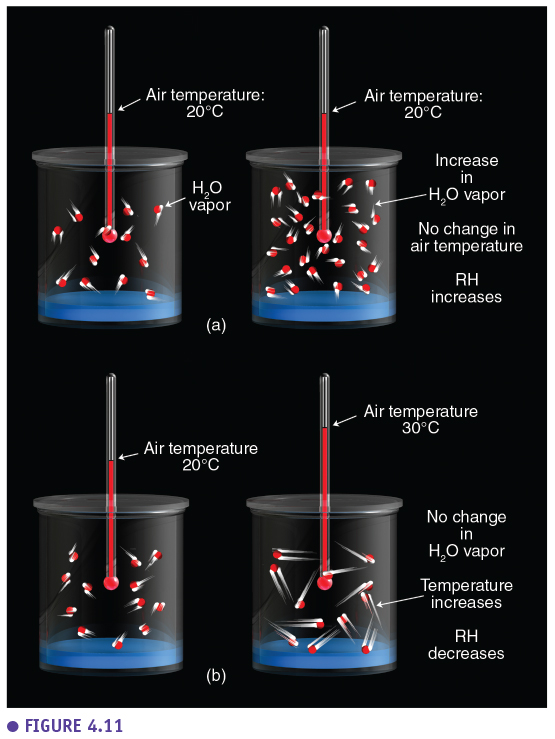 Air temperature:
20°C
Air temperature:
20°C
H₂O
vapor
Increase
in
H₂O vapor
No change in
air temperature
RH
increases
(a)
Air temperature
20°C
Air temperature
30°C
No change
in
H₂O vapor
Temperature
increases
RH
decreases
(b)
● FIGURE 4.11